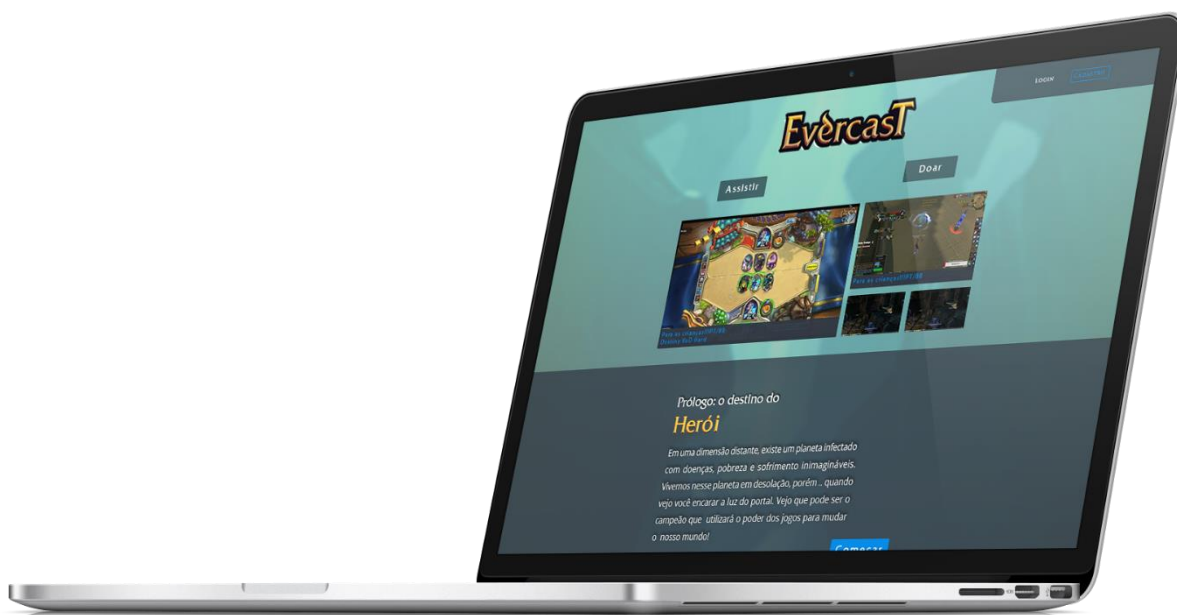 LOGIN
CADASTRE
EvercasT
Assistir
Doar
Prólogo: o destino do
Herói
Em uma dimensão distante, existe um planeta infectado
com doenças, pobreza e sofrimento inimagináveis.
Vivemos nesse planeta em desolação, porém .. quando
vejo você encarar a luz do portal. Vejo que pode ser o
campeão que utilizará o poder dos jogos para mudar
o nosso mundo!
Começar